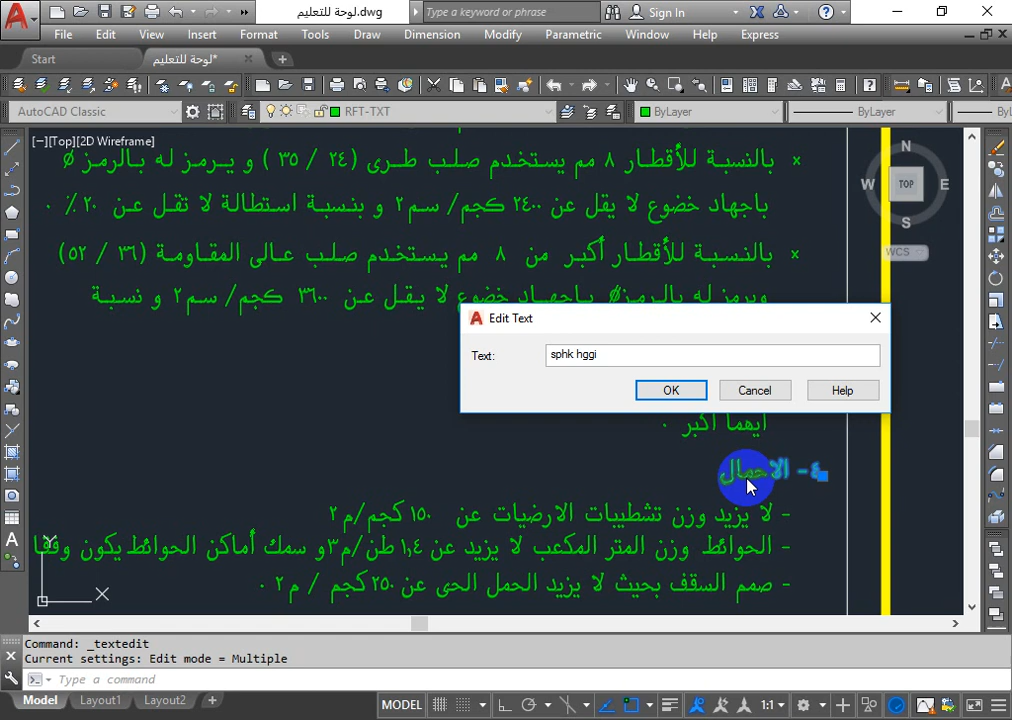 لوحة للتعليم.dwg
Type a keyword or phrase
Sign In
File Edit View Insert Format Tools Draw Dimension Modify Parametric Window Help Express
Start
لوحة للتعليم*
AutoCAD Classic
RFT-TXT
ByLayer
ByLayer
[−][Top][2D Wireframe]
N
W TOP E
S
WCS
× بالنسبة للأقطار ٨ مم يستخدم صلب طرى (٢٤ / ٣٥) و يرمز له بالرمز ø
باجهاد خضوع لا يقل عن ٢٤٠٠ كجم/ سم٢ و بنسبة استطالة لا تقل عن ٢٠٪ ٠
× بالنسبة للأقطار أكبر من ٨ مم يستخدم صلب عالى المقاومة (٣٦ / ٥٢)
ويرمز له بالرمز ø باجهاد خضوع لا يقل عن ٣٦٠٠ كجم/ سم٢ و نسبة
Edit Text
Text: sphk hggi
OK Cancel Help
أيهما أكبر ٠
٤- الاحمال
- لا يزيد وزن تشطيبات الارضيات عن ١٥٠ كجم/م٢
- الحوائط وزن المتر المكعب لا يزيد عن ١,٤ طن/م٣ و سمك أماكن الحوائط يكون وفقا
- صمم السقف بحيث لا يزيد الحمل الحى عن ٢٥٠ كجم / م٢ ٠
Y
X
Command: _textedit
Current settings: Edit mode = Multiple
Type a command
Model Layout1 Layout2
MODEL
1:1